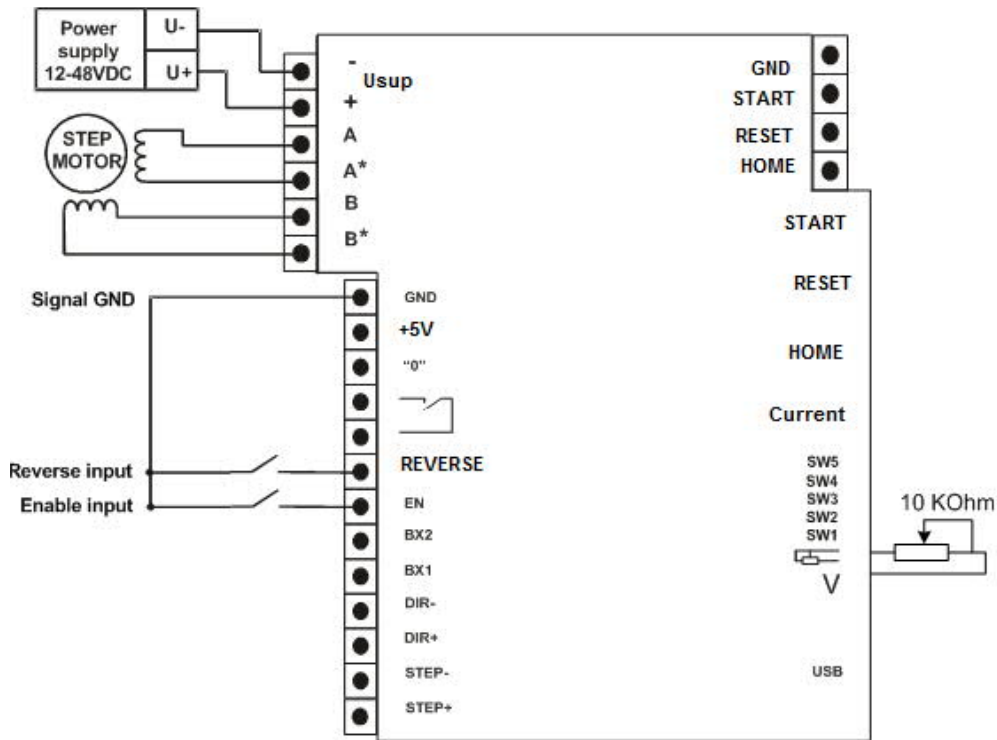 Power
supply
12-48VDC
U-
U+
STEP
MOTOR
-
Usup
+
A
A*
B
B*
GND
START
RESET
HOME
START
RESET
HOME
Current
SW5
SW4
SW3
SW2
SW1
V
USB
10 KOhm
Signal GND
Reverse input
Enable input
GND
+5V
"0"
REVERSE
EN
BX2
BX1
DIR-
DIR+
STEP-
STEP+